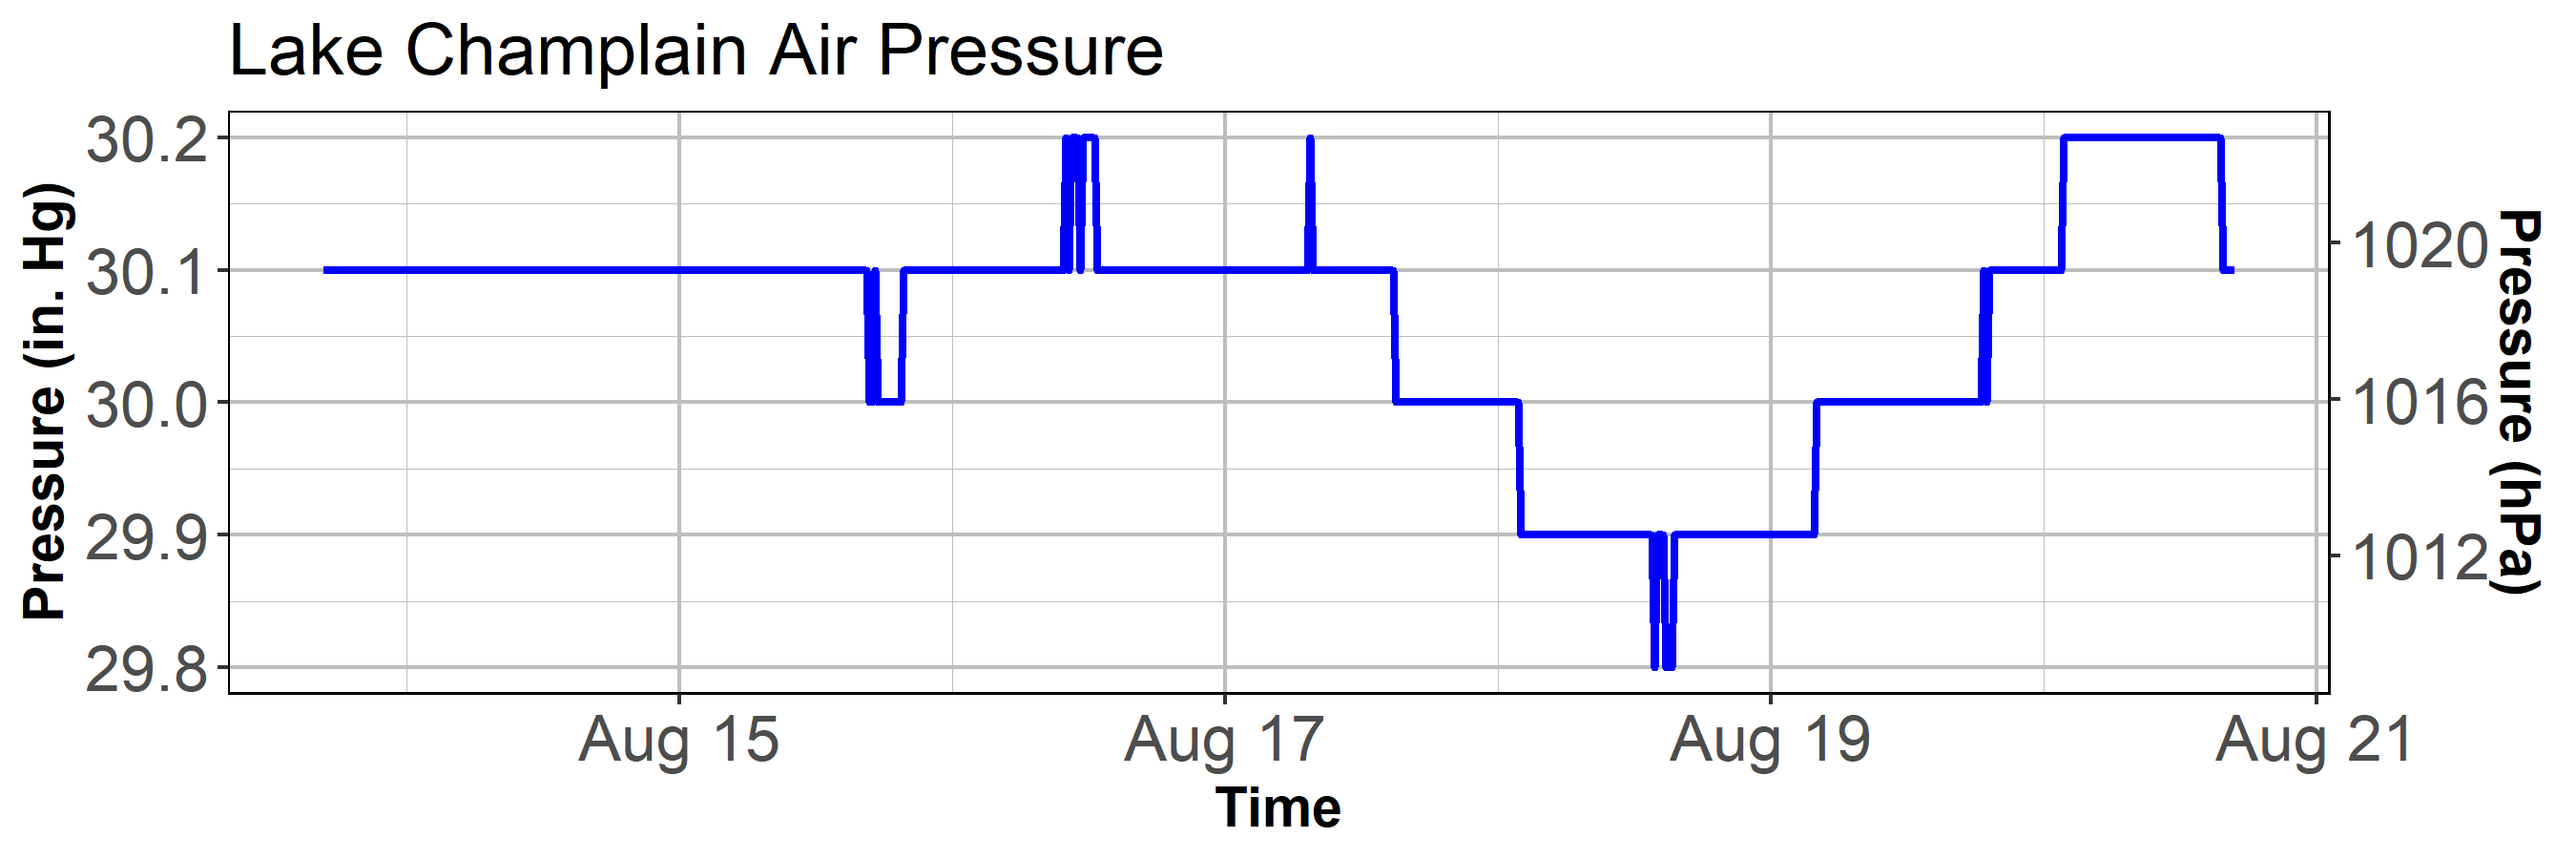 Lake Champlain Air Pressure
Pressure (in. Hg)
30.2
30.1
30.0
29.9
29.8
1020
1016
1012
Pressure (hPa)
Aug 15
Aug 17
Aug 19
Aug 21
Time